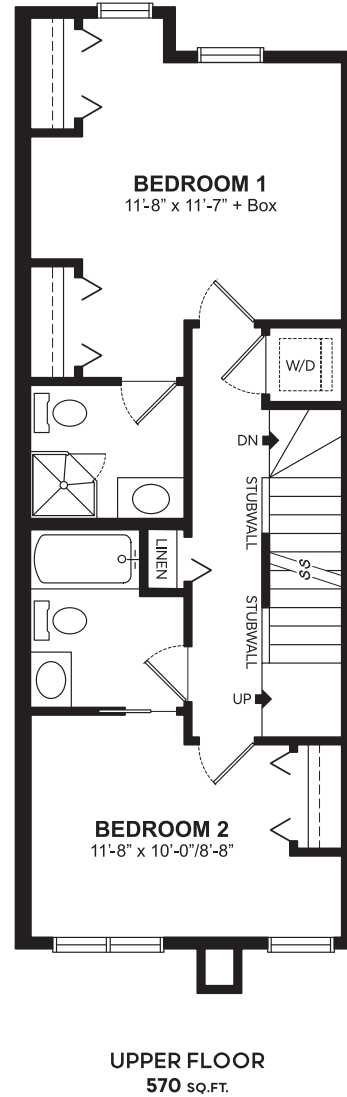 BEDROOM 1
11'-8" x 11'-7" + Box
W/D
DN
STUBWALL
LINEN
STUBWALL
UP
BEDROOM 2
11'-8" x 10'-0"/8'-8"
UPPER FLOOR
570 SQ.FT.